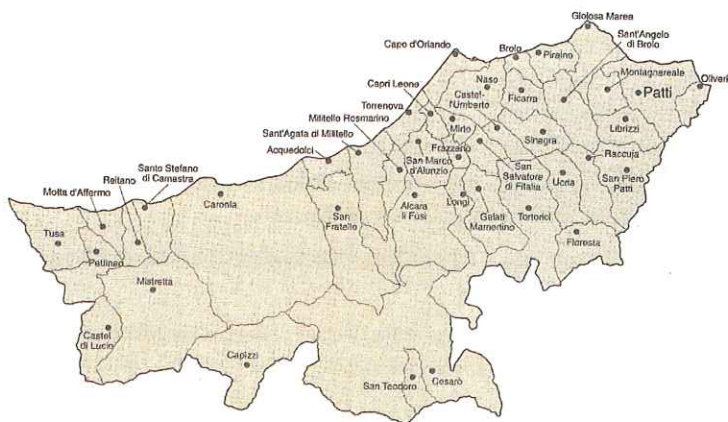 Gioiosa Marea
Sant'Angelo
di Brolo
Capo d'Orlando
Brolo
Piraino
Montagnareale
Oliveri
Naso
Patti
Capri Leone
Castel-
l'Umberto
Ficarra
Torrenova
Militello Rosmarino
Mirto
Librizzi
Sant'Agata di Militello
Sinagra
Acquedolci
Frazzanò
Raccuja
San Marco
d'Alunzio
San
Salvatore
di Fitalia
Ucria
San Piero
Patti
Santo Stefano
di Camastra
Reitano
Motta d'Affermo
Caronia
San
Fratello
Alcara
li Fusi
Longi
Galati
Mamertino
Tortorici
Floresta
Tusa
Pettineo
Mistretta
Castel
di Lucio
Capizzi
San Teodoro
Cesarò